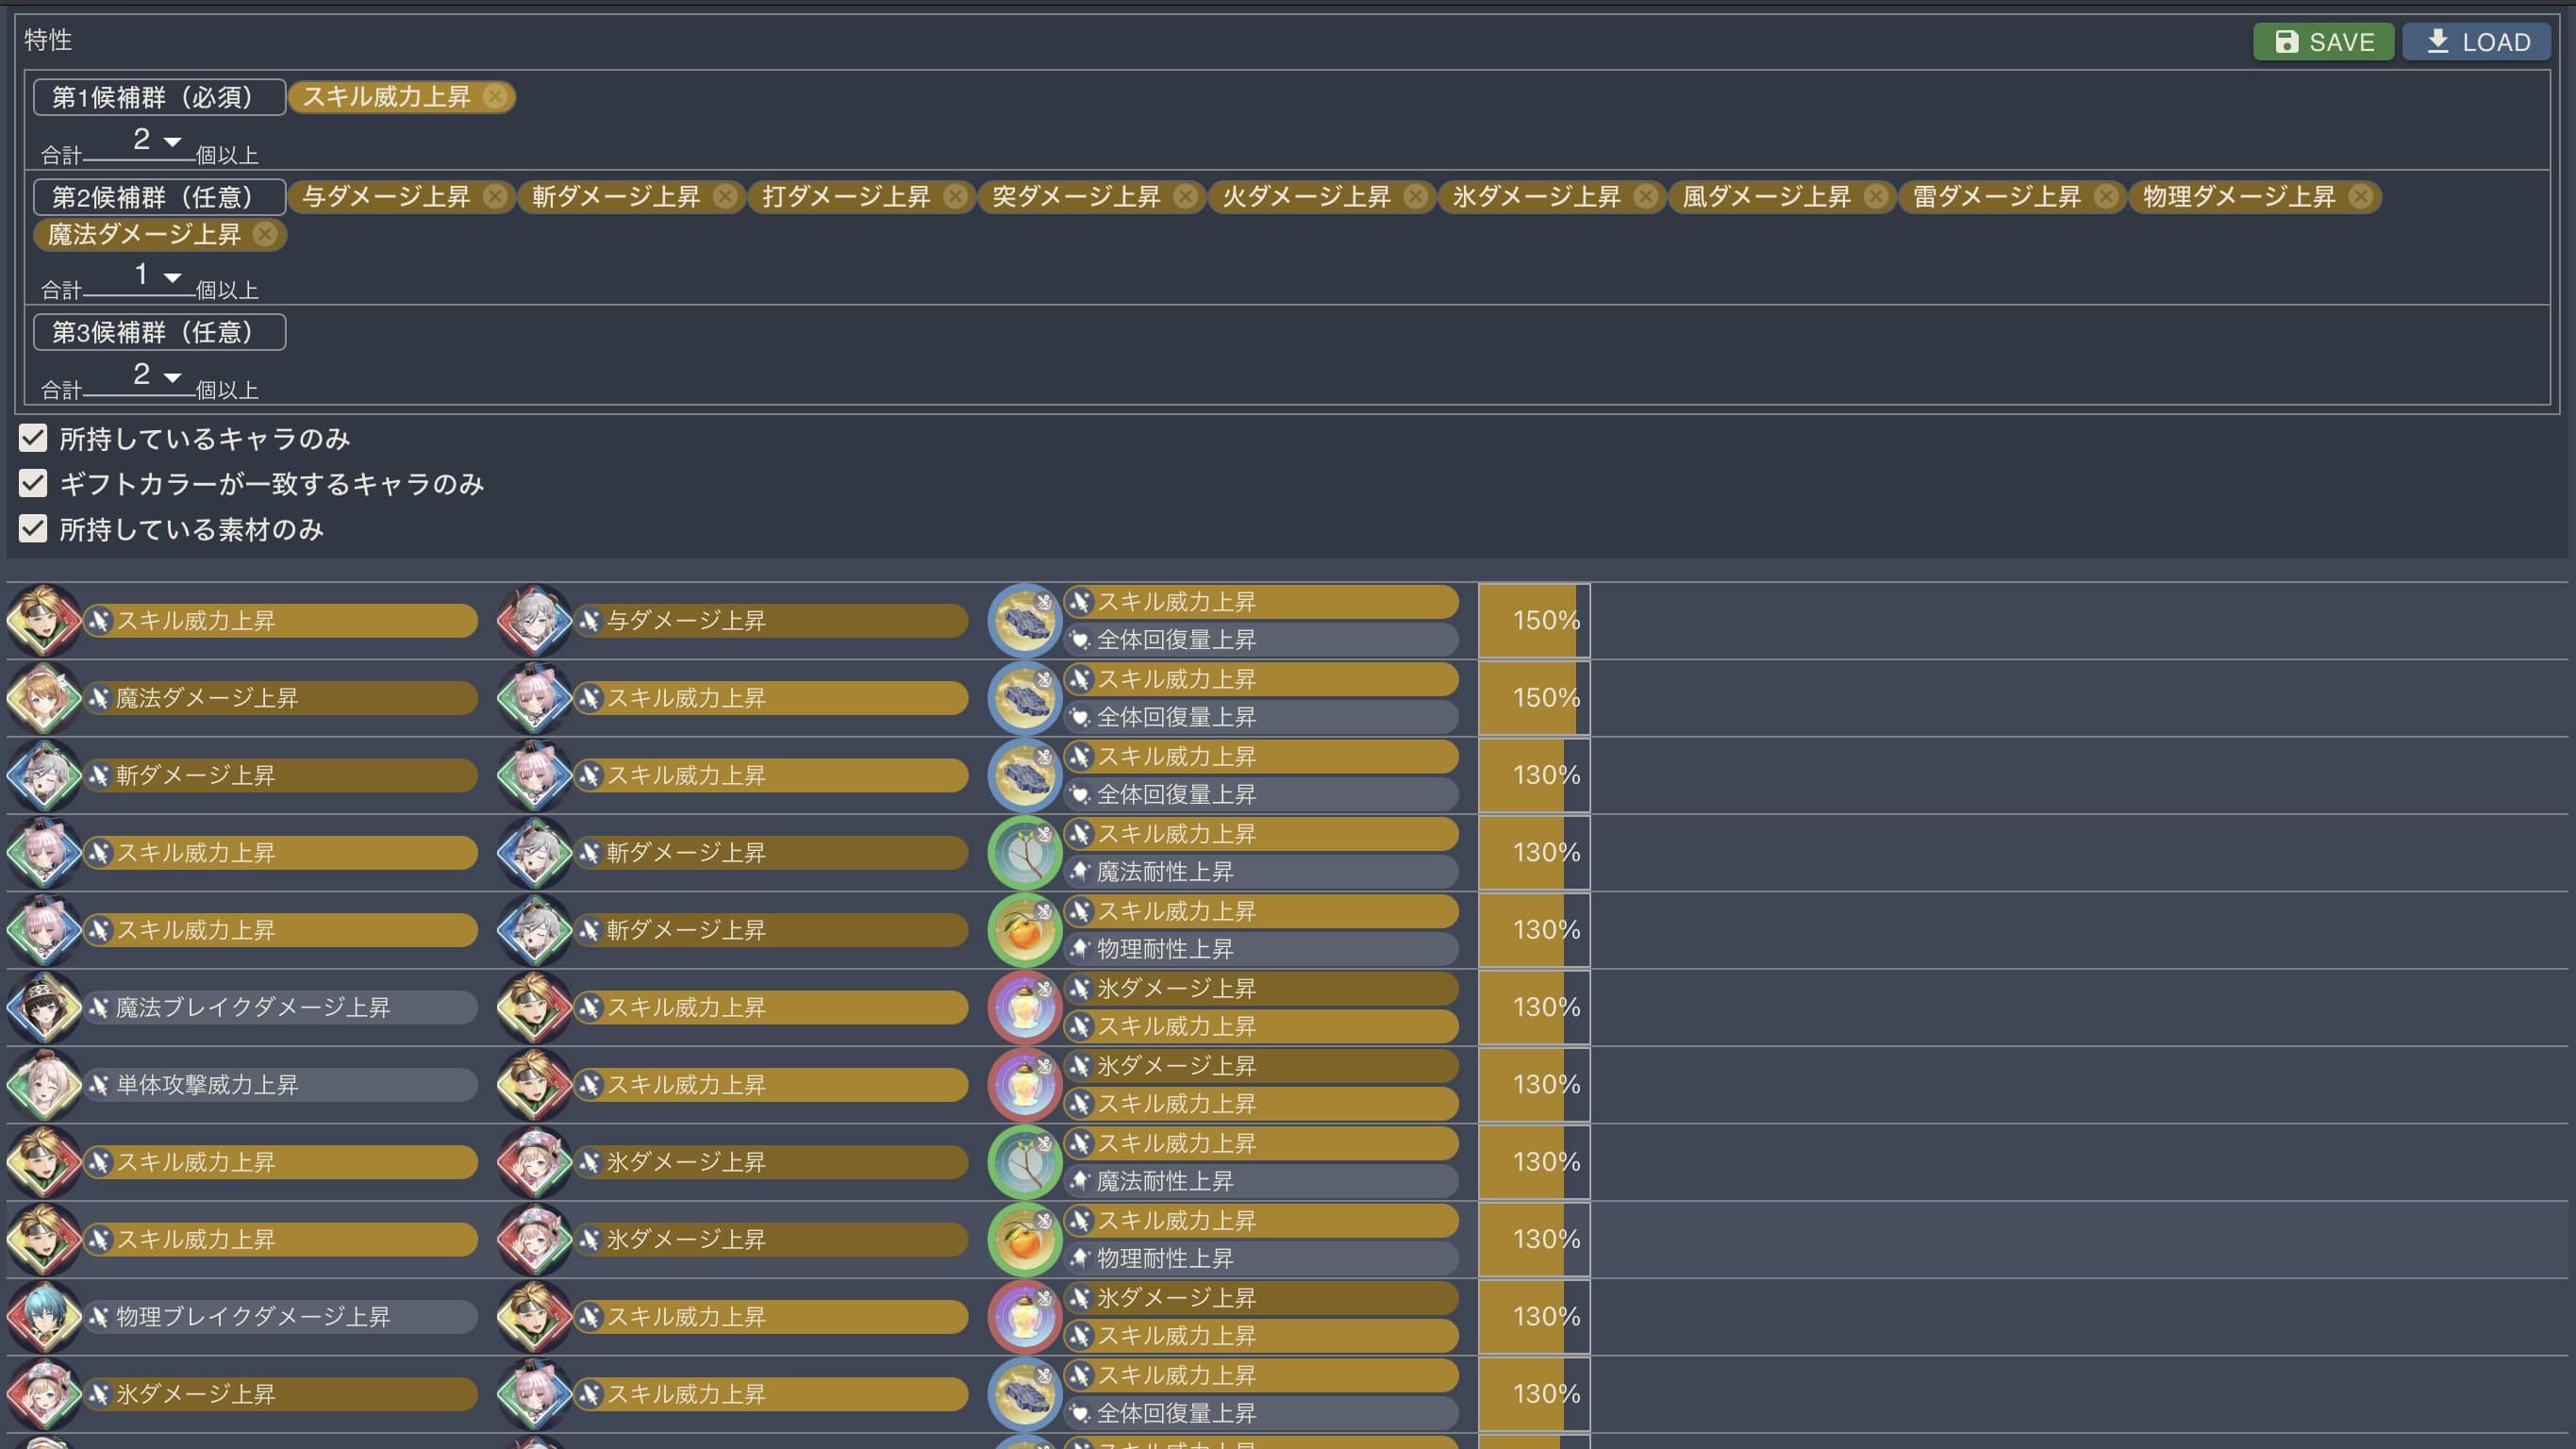 特性 SAVE LOAD
第1候補群（必須） スキル威力上昇
合計 2 個以上
第2候補群（任意） 与ダメージ上昇 斬ダメージ上昇 打ダメージ上昇 突ダメージ上昇 火ダメージ上昇 氷ダメージ上昇 風ダメージ上昇 雷ダメージ上昇 物理ダメージ上昇
魔法ダメージ上昇
合計 1 個以上
第3候補群（任意）
合計 2 個以上
所持しているキャラのみ
ギフトカラーが一致するキャラのみ
所持している素材のみ
スキル威力上昇 与ダメージ上昇 スキル威力上昇 150%
全体回復量上昇
魔法ダメージ上昇 スキル威力上昇 スキル威力上昇 150%
全体回復量上昇
斬ダメージ上昇 スキル威力上昇 スキル威力上昇 130%
全体回復量上昇
スキル威力上昇 斬ダメージ上昇 スキル威力上昇 130%
魔法耐性上昇
スキル威力上昇 斬ダメージ上昇 スキル威力上昇 130%
物理耐性上昇
魔法ブレイクダメージ上昇 スキル威力上昇 氷ダメージ上昇 130%
スキル威力上昇
単体攻撃威力上昇 スキル威力上昇 氷ダメージ上昇 130%
スキル威力上昇
スキル威力上昇 氷ダメージ上昇 スキル威力上昇 130%
魔法耐性上昇
スキル威力上昇 氷ダメージ上昇 スキル威力上昇 130%
物理耐性上昇
物理ブレイクダメージ上昇 スキル威力上昇 氷ダメージ上昇 130%
スキル威力上昇
氷ダメージ上昇 スキル威力上昇 スキル威力上昇 130%
全体回復量上昇